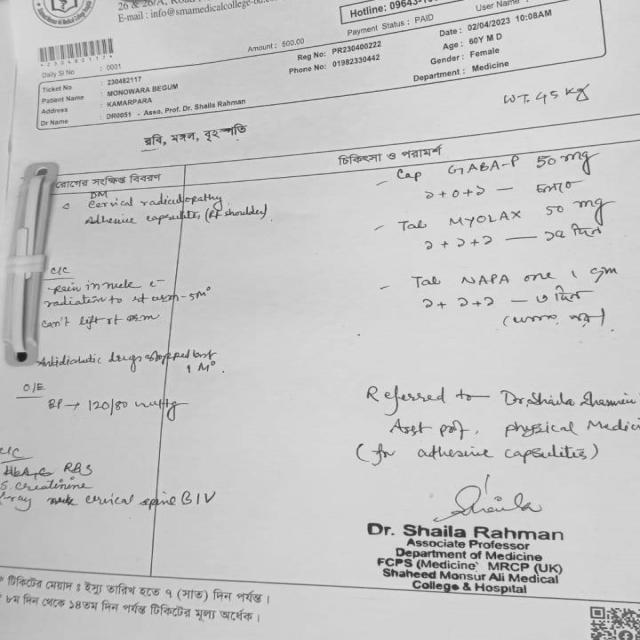 26 & 26/A, Road
E-mail : info@smamedicalcollege-bd.
Hotline: 09643-
Payment Status : PAID
User Name
Date : 02/04/2023 10:08AM
Age : 60Y M D
Gender : Female
Department : Medicine
Amount : 500.00
Reg No: PR230400222
Phone No: 01982330442
Daily Sl No : 0001
Ticket No : 230482117
Patient Name : MONOWARA BEGUM
Address : KAMARPARA
Dr Name : DR0051 - Asso. Prof. Dr. Shaila Rahman
WT. 45 kg
রবি, মঙ্গল, বৃহস্পতি
রোগের সংক্ষিপ্ত বিবরণ
চিকিৎসা ও পরামর্শ
DM
Cervical radiculopathy
Adhesive capsulitis (Rt shoulder)
C/C
Pain in neck c
radiation to rt arm - 5M°
Can't lift rt arm
Antidiabetic drugs stopped last
1 M°
O/E
BP → 120/80 mmHg
HbA1c RBS
S. Creatinine
X-ray neck cervical spine B/V
- Cap GABA-P 50 mg
১+০+১ —
- Tab MYOLAX 50 mg
১+১+১ — ১৫ দিন
- Tab NAPA one 1 gm
১+১+১ — ৩ দিন
Referred to Dr. Shaila Sharmin
Asst prof, physical Medici
(for adhesive capsulitis)
Shaila
Dr. Shaila Rahman
Associate Professor
Department of Medicine
FCPS (Medicine) MRCP (UK)
Shaheed Monsur Ali Medical
College & Hospital
* টিকিটের মেয়াদ ঃ ইস্যু তারিখ হতে ৭ (সাত) দিন পর্যন্ত।
* ৮ম দিন থেকে ১৪তম দিন পর্যন্ত টিকিটের মূল্য অর্ধেক।